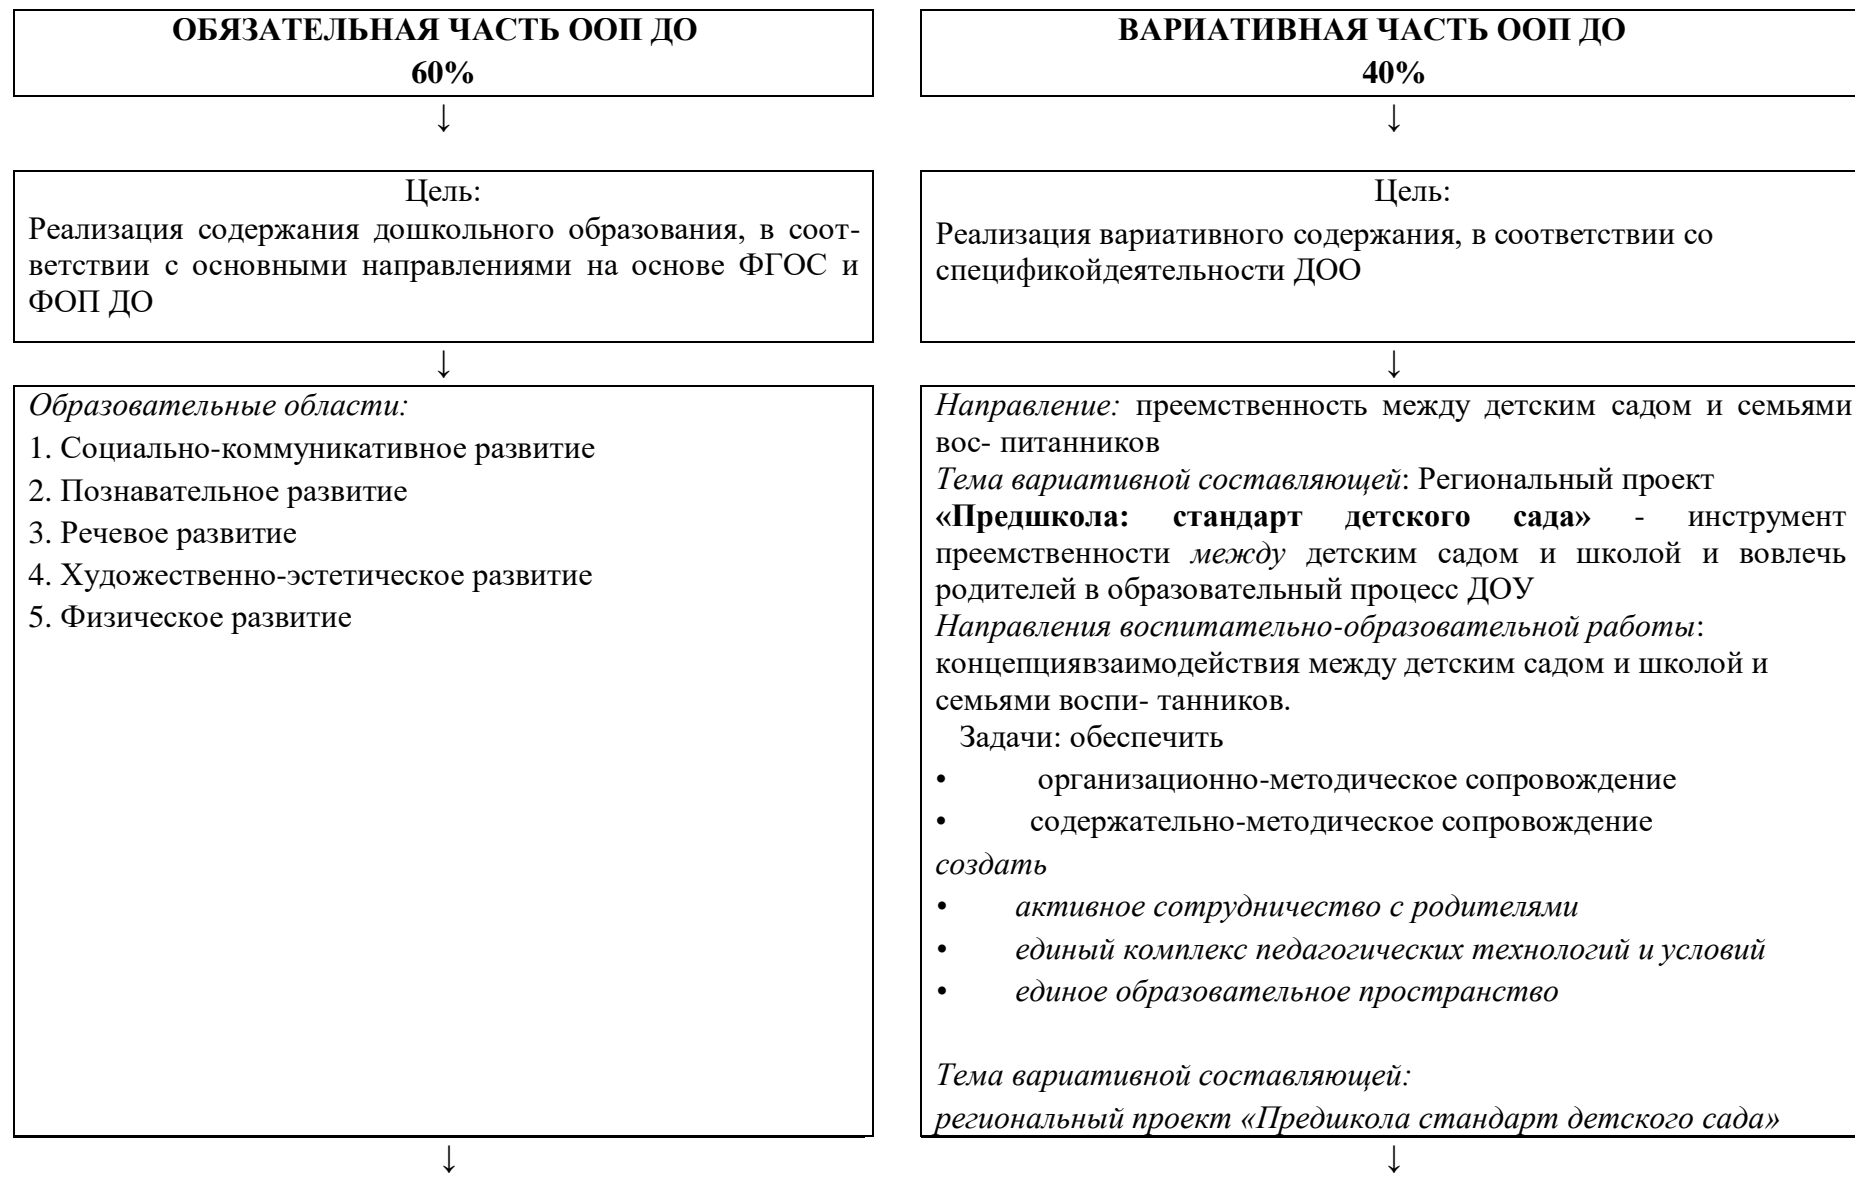 ОБЯЗАТЕЛЬНАЯ ЧАСТЬ ООП ДО
60%
↓
Цель:
Реализация содержания дошкольного образования, в соот-
ветствии с основными направлениями на основе ФГОС и
ФОП ДО
↓
Образовательные области:
1. Социально-коммуникативное развитие
2. Познавательное развитие
3. Речевое развитие
4. Художественно-эстетическое развитие
5. Физическое развитие
↓
ВАРИАТИВНАЯ ЧАСТЬ ООП ДО
40%
↓
Цель:
Реализация вариативного содержания, в соответствии со
спецификойдеятельности ДОО
↓
Направление: преемственность между детским садом и семьями
вос- питанников
Тема вариативной составляющей: Региональный проект
«Предшкола: стандарт детского сада» - инструмент
преемственности между детским садом и школой и вовлечь
родителей в образовательный процесс ДОУ
Направления воспитательно-образовательной работы:
концепциявзаимодействия между детским садом и школой и
семьями воспи- танников.
Задачи: обеспечить
• организационно-методическое сопровождение
• содержательно-методическое сопровождение
создать
• активное сотрудничество с родителями
• единый комплекс педагогических технологий и условий
• единое образовательное пространство
Тема вариативной составляющей:
региональный проект «Предшкола стандарт детского сада»
↓